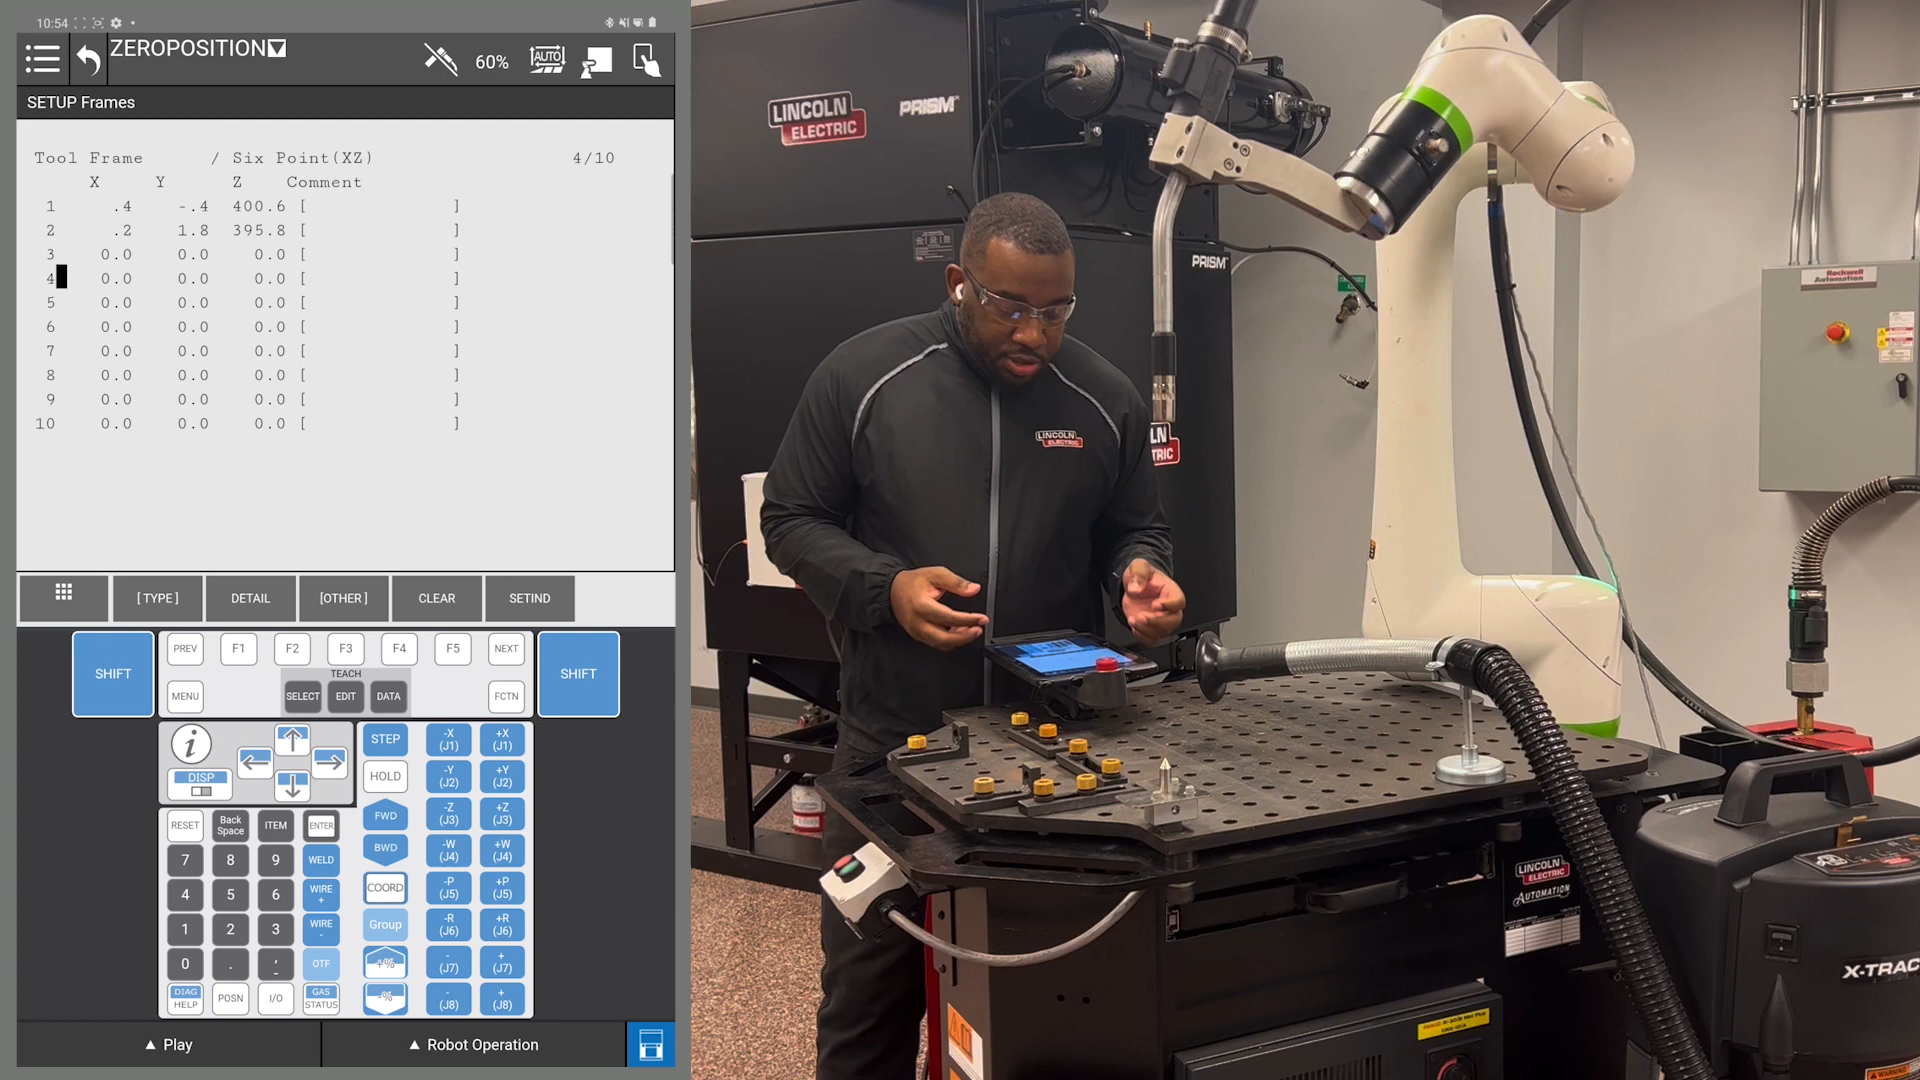 10:54
ZEROPOSITION
60%
AUTO
SETUP Frames
Tool Frame / Six Point(XZ) 4/10
X Y Z Comment
1 .4 -.4 400.6 [ ]
2 .2 1.8 395.8 [ ]
3 0.0 0.0 0.0 [ ]
4 0.0 0.0 0.0 [ ]
5 0.0 0.0 0.0 [ ]
6 0.0 0.0 0.0 [ ]
7 0.0 0.0 0.0 [ ]
8 0.0 0.0 0.0 [ ]
9 0.0 0.0 0.0 [ ]
10 0.0 0.0 0.0 [ ]
[ TYPE ] DETAIL [OTHER ] CLEAR SETIND
SHIFT PREV F1 F2 F3 F4 F5 NEXT SHIFT
TEACH
MENU SELECT EDIT DATA FCTN
i DISP
STEP -X (J1) +X (J1)
HOLD -Y (J2) +Y (J2)
FWD -Z (J3) +Z (J3)
BWD -W (J4) +W (J4)
COORD -P (J5) +P (J5)
Group -R (J6) +R (J6)
+% - (J7) + (J7)
-% - (J8) + (J8)
RESET Back Space ITEM ENTER
7 8 9 WELD
4 5 6 WIRE +
1 2 3 WIRE -
0 . , - OTF
DIAG HELP POSN I/O GAS STATUS
Play Robot Operation
LINCOLN ELECTRIC PRISM
PRISM
LINCOLN ELECTRIC
LN
TRIC
Rockwell Automation
LINCOLN ELECTRIC
AUTOMATION
X-TRAC
WARNING